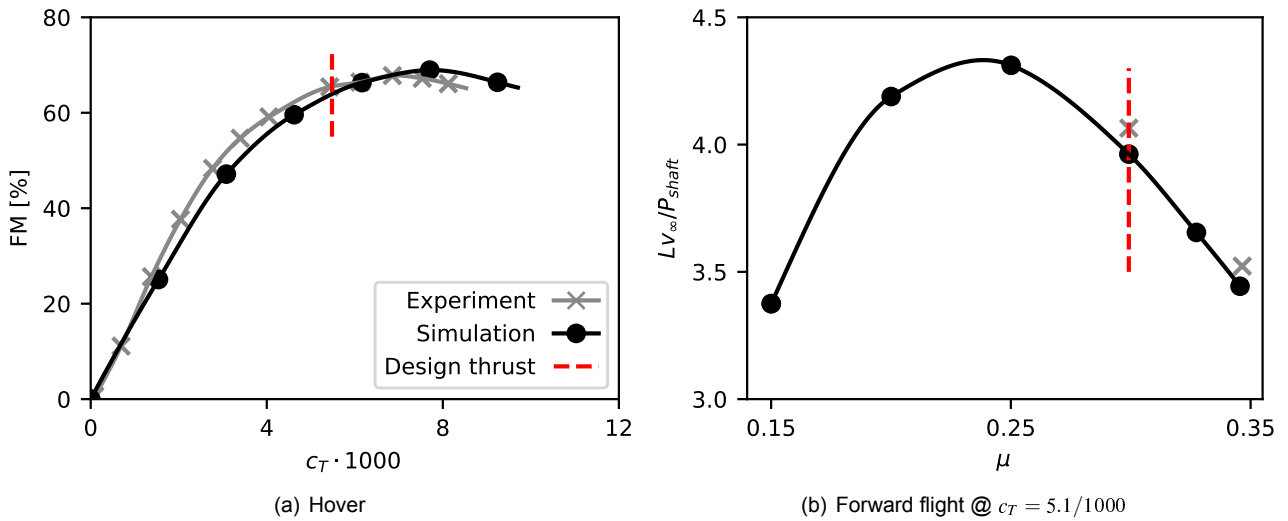 80
60
40
20
0
FM [%]
0
4
8
12
c_T · 1000
Experiment
Simulation
Design thrust
(a) Hover
4.5
4.0
3.5
3.0
Lv∞/P_shaft
0.15
0.25
0.35
μ
(b) Forward flight @ c_T = 5.1/1000